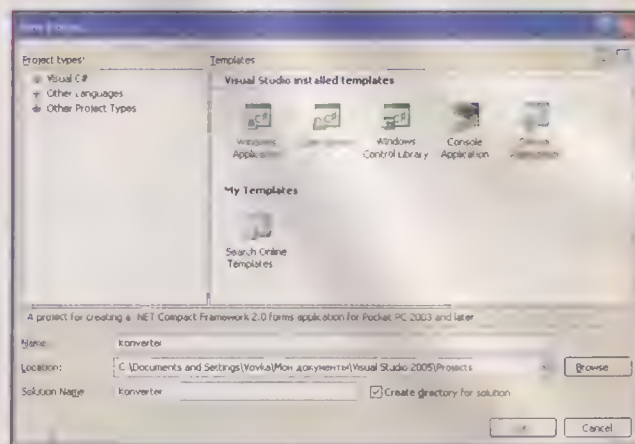 Project types:
Templates
Visual C#
Other Languages
Other Project Types
Visual Studio installed templates
Windows Application
Windows Control Library
Console Application
My Templates
Search Online Templates
A project for creating a .NET Compact Framework 2.0 forms application for Pocket PC 2003 and later
Name:
konverter
Location:
C:\Documents and Settings\Vovka\Мои документы\Visual Studio 2005\Projects
Browse
Solution Name
konverter
Create directory for solution
Cancel